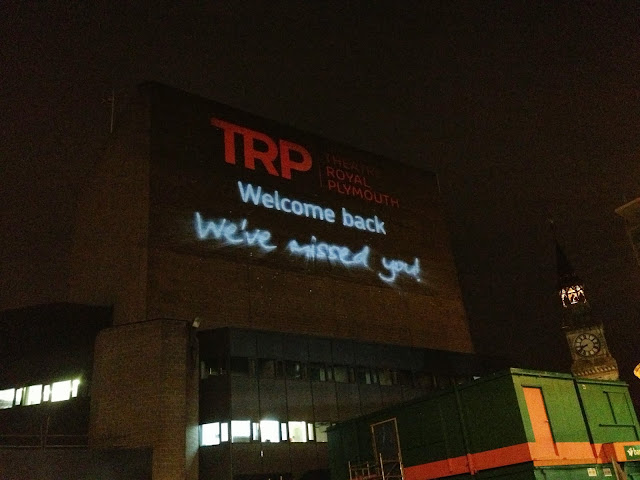 TRP
THEATRE
ROYAL
PLYMOUTH
Welcome back
We've missed you!